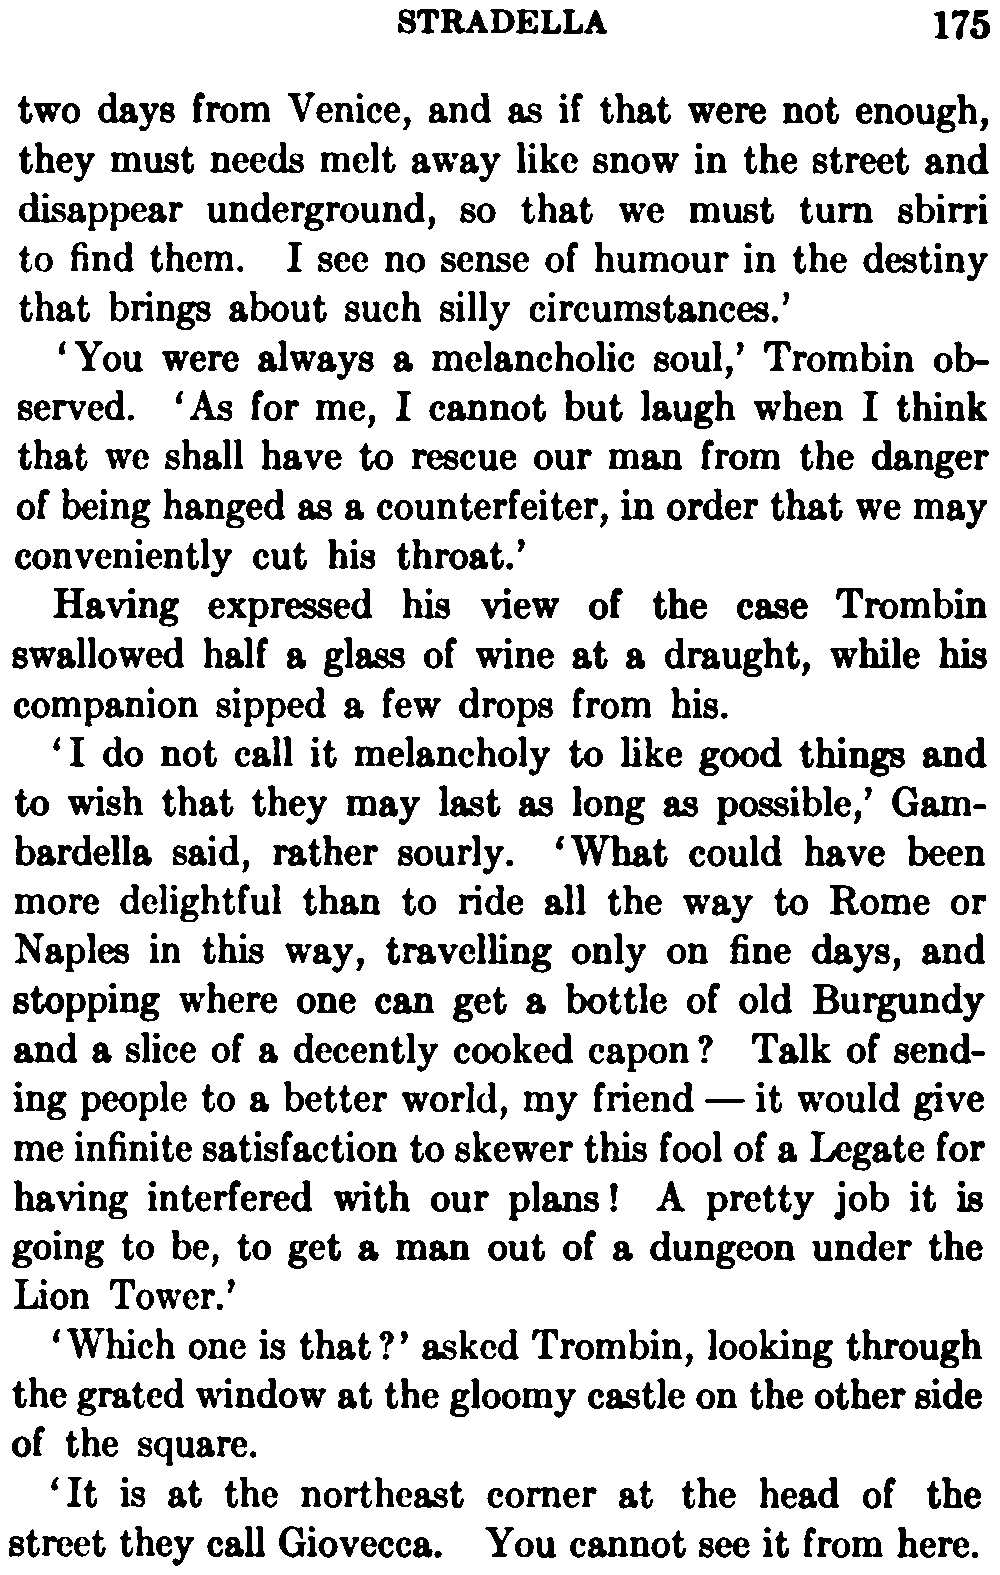 STRADELLA 175
two days from Venice, and as if that were not enough,
they must needs melt away like snow in the street and
disappear underground, so that we must turn sbirri
to find them. I see no sense of humour in the destiny
that brings about such silly circumstances.'
'You were always a melancholic soul,' Trombin ob-
served. 'As for me, I cannot but laugh when I think
that we shall have to rescue our man from the danger
of being hanged as a counterfeiter, in order that we may
conveniently cut his throat.'
Having expressed his view of the case Trombin
swallowed half a glass of wine at a draught, while his
companion sipped a few drops from his.
'I do not call it melancholy to like good things and
to wish that they may last as long as possible,' Gam-
bardella said, rather sourly. 'What could have been
more delightful than to ride all the way to Rome or
Naples in this way, travelling only on fine days, and
stopping where one can get a bottle of old Burgundy
and a slice of a decently cooked capon? Talk of send-
ing people to a better world, my friend — it would give
me infinite satisfaction to skewer this fool of a Legate for
having interfered with our plans! A pretty job it is
going to be, to get a man out of a dungeon under the
Lion Tower.'
'Which one is that?' asked Trombin, looking through
the grated window at the gloomy castle on the other side
of the square.
'It is at the northeast corner at the head of the
street they call Giovecca. You cannot see it from here.